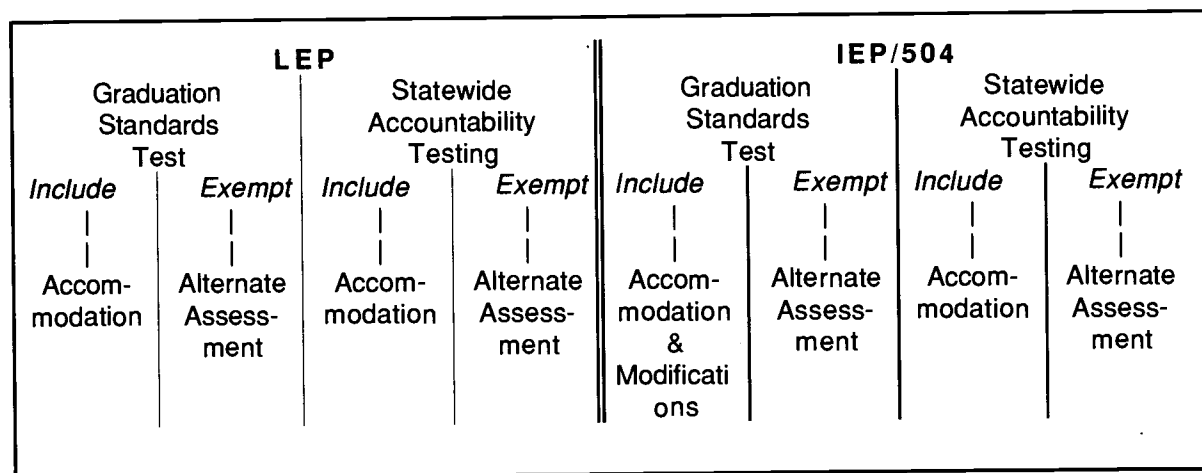 LEP
Graduation
Standards
Test
Include
Accom-
modation
Exempt
Alternate
Assess-
ment
Statewide
Accountability
Testing
Include
Accom-
modation
Exempt
Alternate
Assess-
ment
IEP/504
Graduation
Standards
Test
Include
Accom-
modation
&
Modificati
ons
Exempt
Alternate
Assess-
ment
Statewide
Accountability
Testing
Include
Accom-
modation
Exempt
Alternate
Assess-
ment